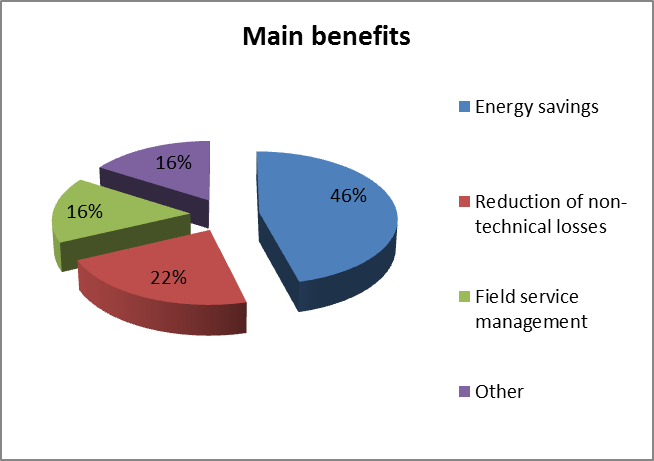 Main benefits
16%
46%
16%
22%
Energy savings
Reduction of non-
technical losses
Field service
management
Other